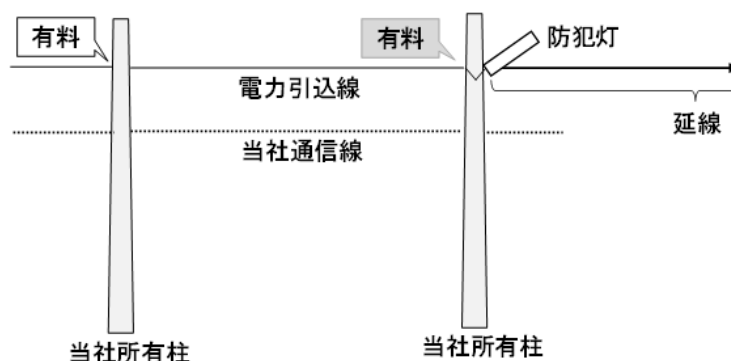 有料
有料
防犯灯
電力引込線
延線
当社通信線
当社所有柱
当社所有柱